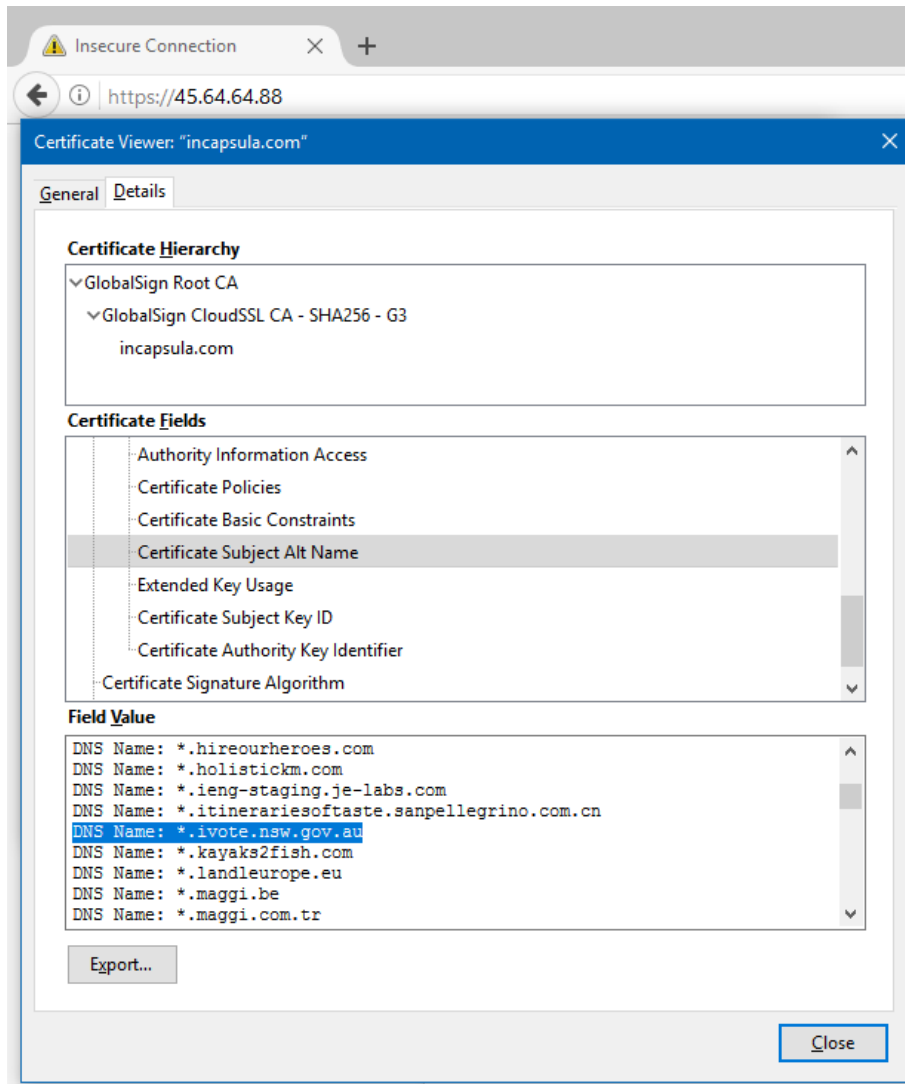 Insecure Connection
https://45.64.64.88
Certificate Viewer: “incapsula.com”
General Details
Certificate Hierarchy
GlobalSign Root CA
GlobalSign CloudSSL CA - SHA256 - G3
incapsula.com
Certificate Fields
Authority Information Access
Certificate Policies
Certificate Basic Constraints
Certificate Subject Alt Name
Extended Key Usage
Certificate Subject Key ID
Certificate Authority Key Identifier
Certificate Signature Algorithm
Field Value
DNS Name: *.hireourheroes.com
DNS Name: *.holistickm.com
DNS Name: *.ieng-staging.je-labs.com
DNS Name: *.itinerariesoftaste.sanpellegrino.com.cn
DNS Name: *.ivote.nsw.gov.au
DNS Name: *.kayaks2fish.com
DNS Name: *.landleurope.eu
DNS Name: *.maggi.be
DNS Name: *.maggi.com.tr
Export...
Close